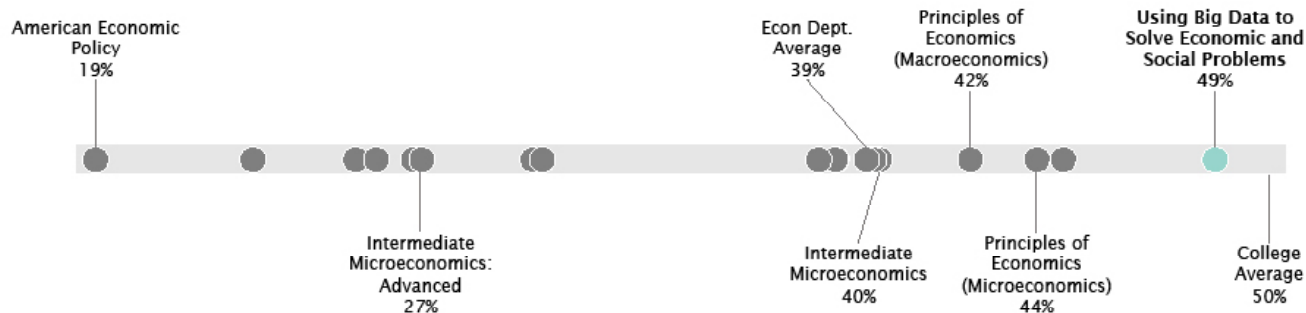 American Economic
Policy
19%
Econ Dept.
Average
39%
Principles of
Economics
(Macroeconomics)
42%
Using Big Data to
Solve Economic and
Social Problems
49%
Intermediate
Microeconomics:
Advanced
27%
Intermediate
Microeconomics
40%
Principles of
Economics
(Microeconomics)
44%
College
Average
50%